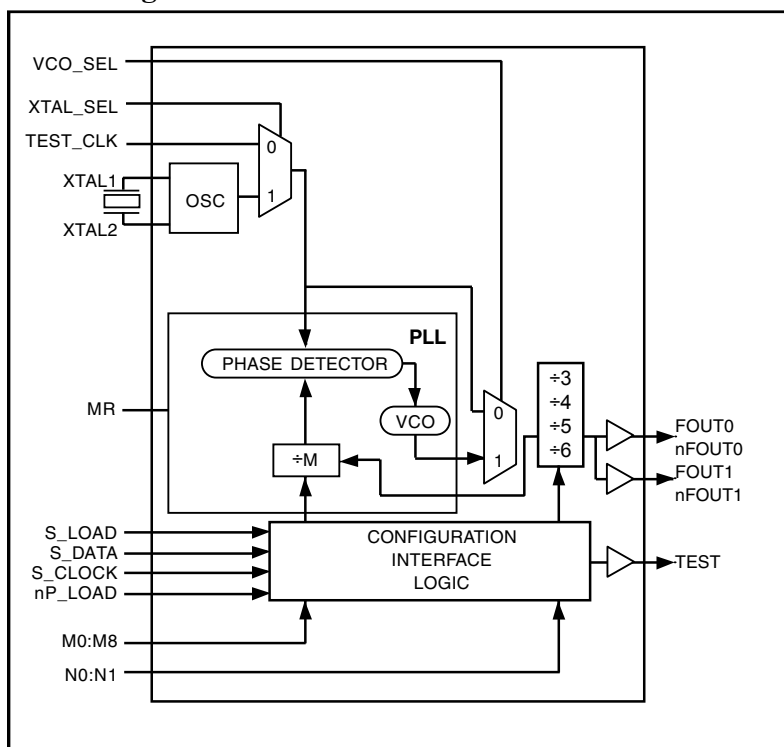 VCO_SEL
XTAL_SEL
TEST_CLK
0
XTAL1
OSC
1
XTAL2
PLL
PHASE DETECTOR
÷3
÷4
÷5
÷6
MR
VCO
0
FOUT0
nFOUT0
÷M
1
FOUT1
nFOUT1
S_LOAD
S_DATA
S_CLOCK
nP_LOAD
CONFIGURATION
INTERFACE
LOGIC
TEST
M0:M8
N0:N1